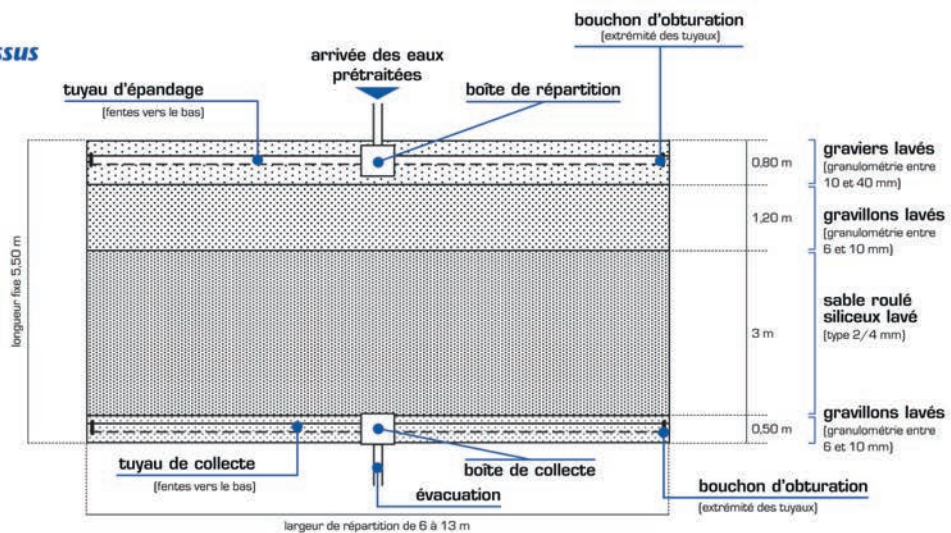 ssus
bouchon d'obturation
(extrémité des tuyaux)
arrivée des eaux
prétraitées
tuyau d'épandage
(fentes vers le bas)
boîte de répartition
longueur fixe 5,50 m
0,80 m
graviers lavés
(granulométrie entre
10 et 40 mm)
1,20 m
gravillons lavés
(granulométrie entre
6 et 10 mm)
3 m
sable roulé
siliceux lavé
(type 2/4 mm)
0,50 m
gravillons lavés
(granulométrie entre
6 et 10 mm)
tuyau de collecte
(fentes vers le bas)
boîte de collecte
évacuation
bouchon d'obturation
(extrémité des tuyaux)
largeur de répartition de 6 à 13 m